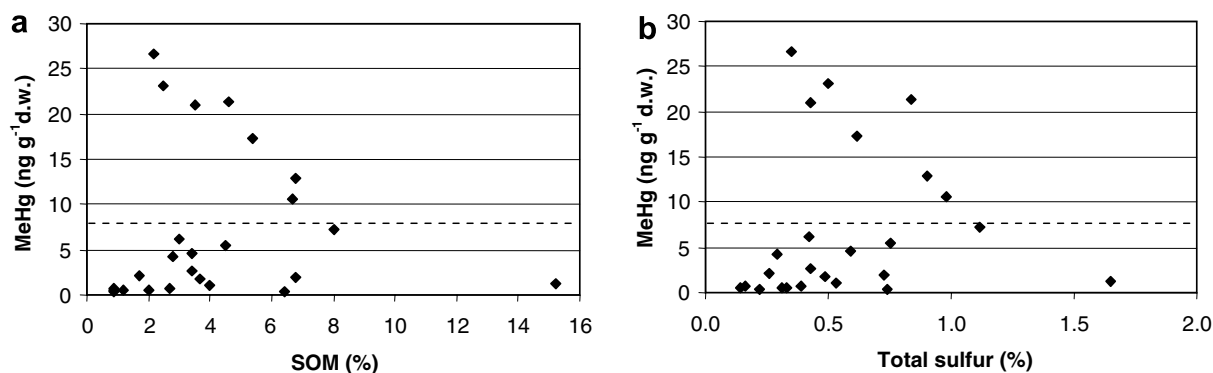 a
30
25
20
15
10
5
0
MeHg (ng g⁻¹d.w.)
0 2 4 6 8 10 12 14 16
SOM (%)
b
30
25
20
15
10
5
0
MeHg (ng g⁻¹ d.w.)
0.0 0.5 1.0 1.5 2.0
Total sulfur (%)